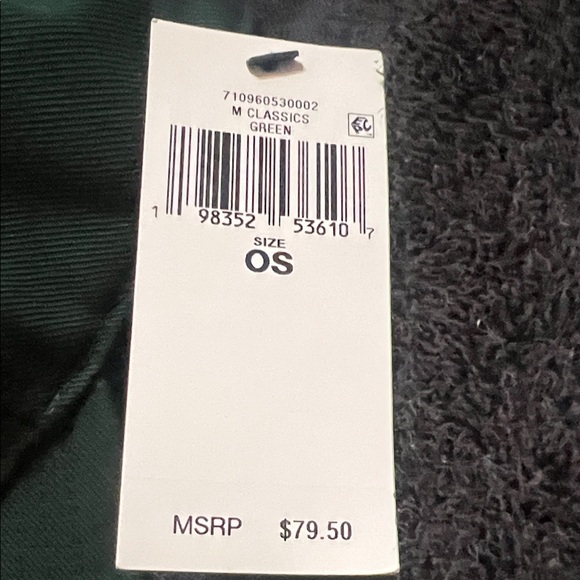 710960530002
M CLASSICS
GREEN
1 98352 53610 7
SIZE
OS
MSRP $79.50